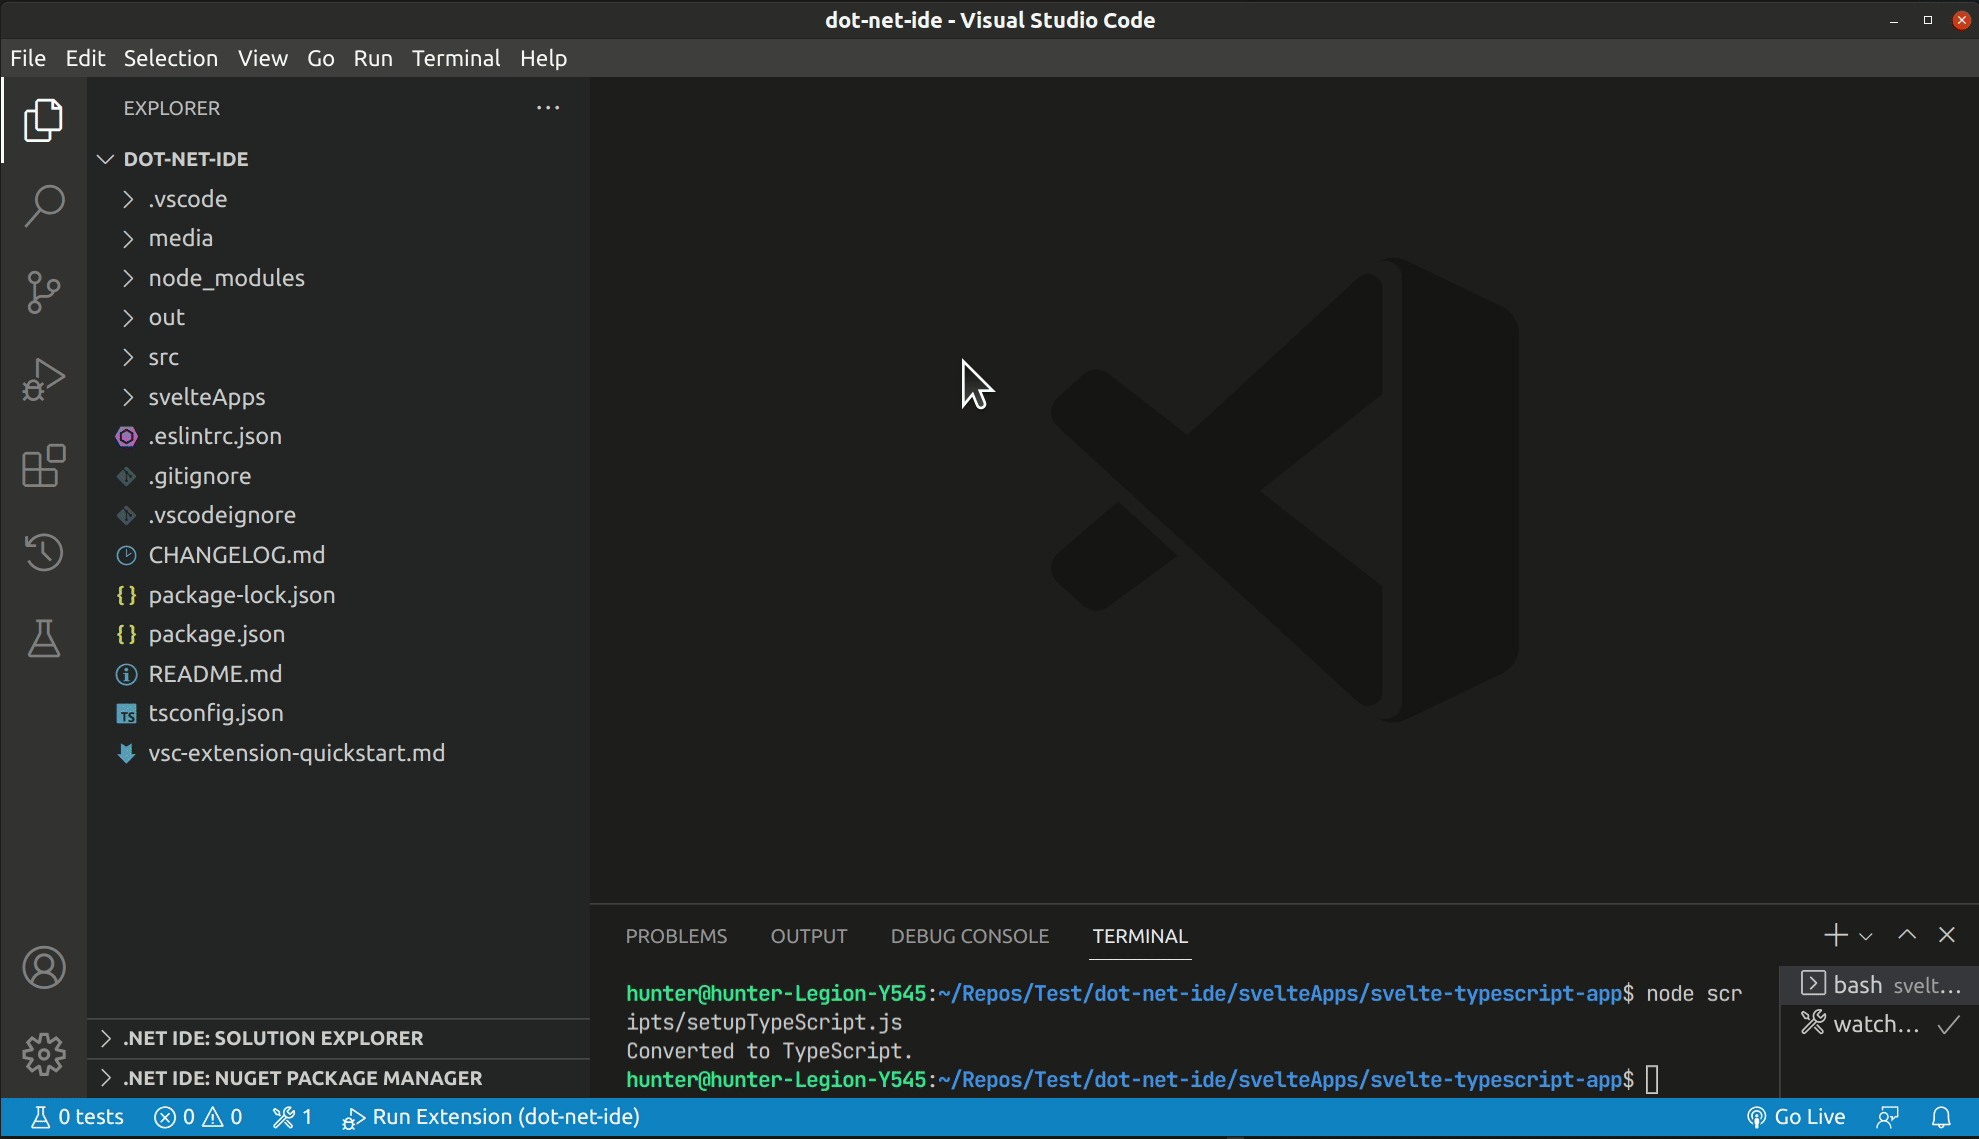 dot-net-ide - Visual Studio Code
File Edit Selection View Go Run Terminal Help
EXPLORER
DOT-NET-IDE
.vscode
media
node_modules
out
src
svelteApps
.eslintrc.json
.gitignore
.vscodeignore
CHANGELOG.md
package-lock.json
package.json
README.md
tsconfig.json
vsc-extension-quickstart.md
.NET IDE: SOLUTION EXPLORER
.NET IDE: NUGET PACKAGE MANAGER
PROBLEMS OUTPUT DEBUG CONSOLE TERMINAL
hunter@hunter-Legion-Y545:~/Repos/Test/dot-net-ide/svelteApps/svelte-typescript-app$ node scr
ipts/setupTypeScript.js
Converted to TypeScript.
hunter@hunter-Legion-Y545:~/Repos/Test/dot-net-ide/svelteApps/svelte-typescript-app$
bash svelt...
watch...
0 tests 0 0 1 Run Extension (dot-net-ide) Go Live